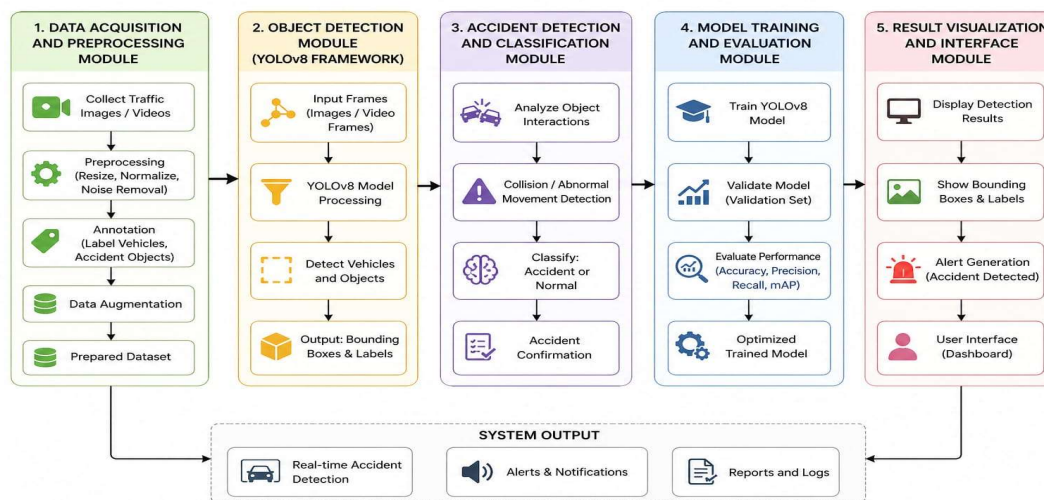 1. DATA ACQUISITION
AND PREPROCESSING
MODULE
Collect Traffic
Images / Videos
Preprocessing
(Resize, Normalize,
Noise Removal)
Annotation
(Label Vehicles,
Accident Objects)
Data Augmentation
Prepared Dataset
2. OBJECT DETECTION
MODULE
(YOLOv8 FRAMEWORK)
Input Frames
(Images / Video
Frames)
YOLOv8 Model
Processing
Detect Vehicles
and Objects
Output: Bounding
Boxes & Labels
3. ACCIDENT DETECTION
AND CLASSIFICATION
MODULE
Analyze Object
Interactions
Collision / Abnormal
Movement Detection
Classify:
Accident or
Normal
Accident
Confirmation
4. MODEL TRAINING
AND EVALUATION
MODULE
Train YOLOv8
Model
Validate Model
(Validation Set)
Evaluate Performance
(Accuracy, Precision,
Recall, mAP)
Optimized
Trained Model
5. RESULT VISUALIZATION
AND INTERFACE
MODULE
Display Detection
Results
Show Bounding
Boxes & Labels
Alert Generation
(Accident Detected)
User Interface
(Dashboard)
SYSTEM OUTPUT
Real-time Accident
Detection
Alerts & Notifications
Reports and Logs